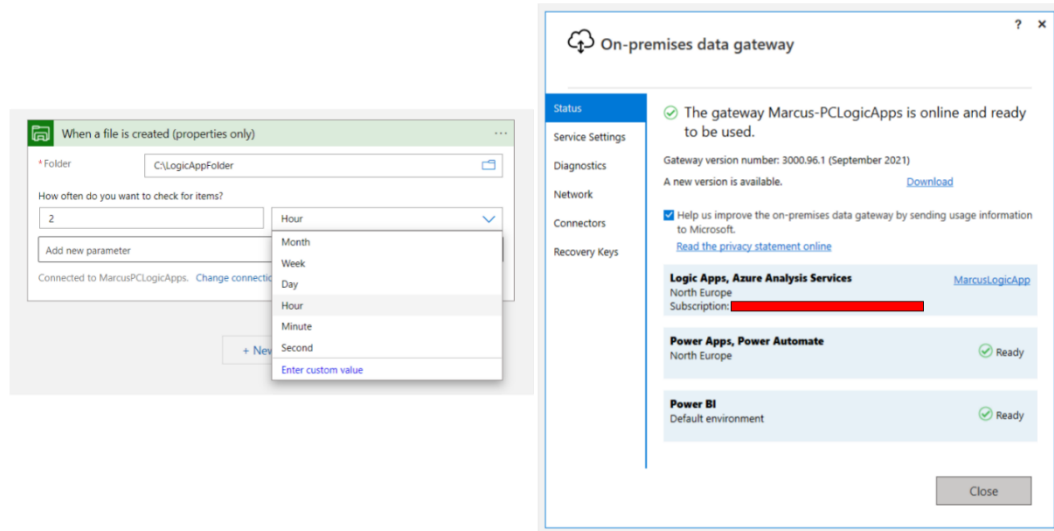 When a file is created (properties only)
* Folder
C:\LogicAppFolder
How often do you want to check for items?
2
Hour
Month
Week
Day
Hour
Minute
Second
Enter custom value
Add new parameter
Connected to MarcusPCLogicApps. Change connectio
+ New
? ×
On-premises data gateway
Status
Service Settings
Diagnostics
Network
Connectors
Recovery Keys
The gateway Marcus-PCLogicApps is online and ready
to be used.
Gateway version number: 3000.96.1 (September 2021)
A new version is available. Download
Help us improve the on-premises data gateway by sending usage information
to Microsoft.
Read the privacy statement online
Logic Apps, Azure Analysis Services
MarcusLogicApp
North Europe
Subscription:
Power Apps, Power Automate
North Europe
Ready
Power BI
Default environment
Ready
Close